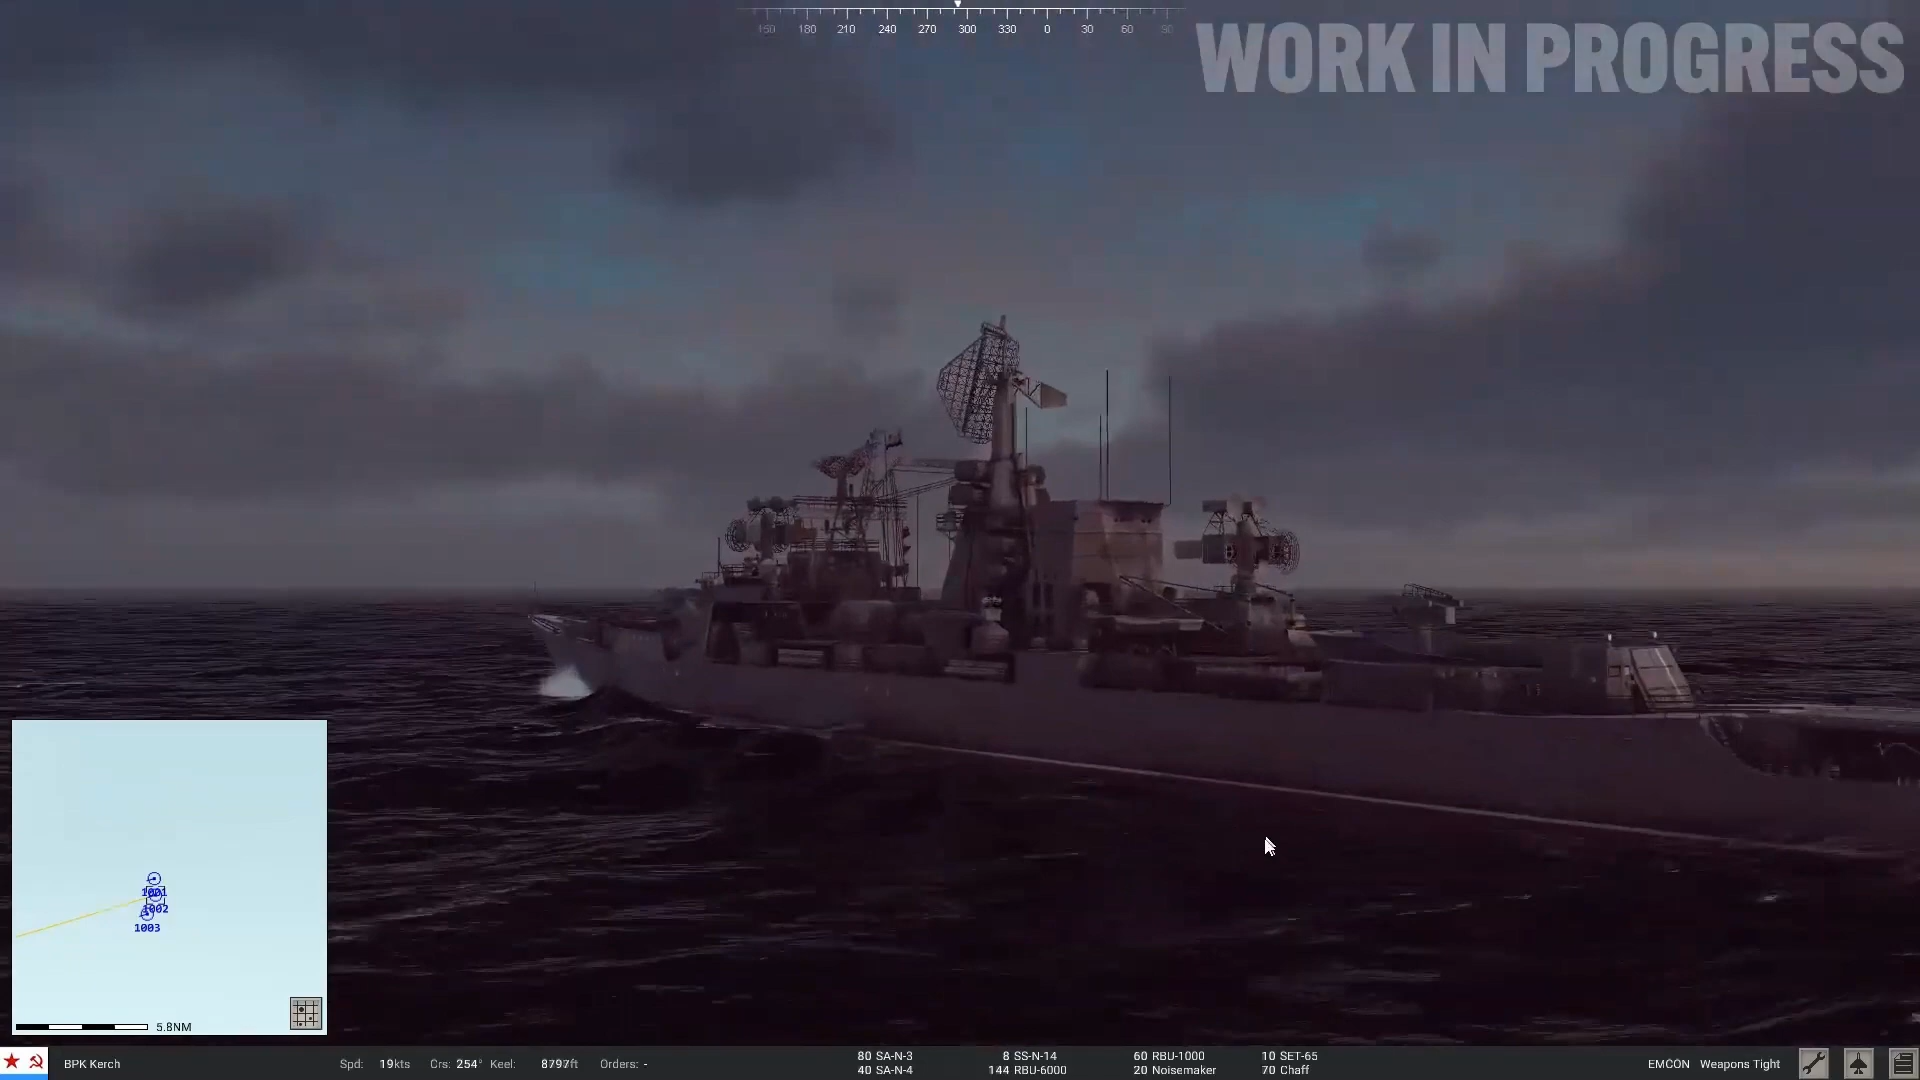 150 180 210 240 270 300 330 0 30 60 90
WORK IN PROGRESS
1001
1002
1003
5.8NM
BPK Kerch Spd: 19kts Crs: 254° Keel: 8797ft Orders: -
80 SA-N-3 8 SS-N-14 60 RBU-1000 10 SET-65
40 SA-N-4 144 RBU-6000 20 Noisemaker 70 Chaff
EMCON Weapons Tight